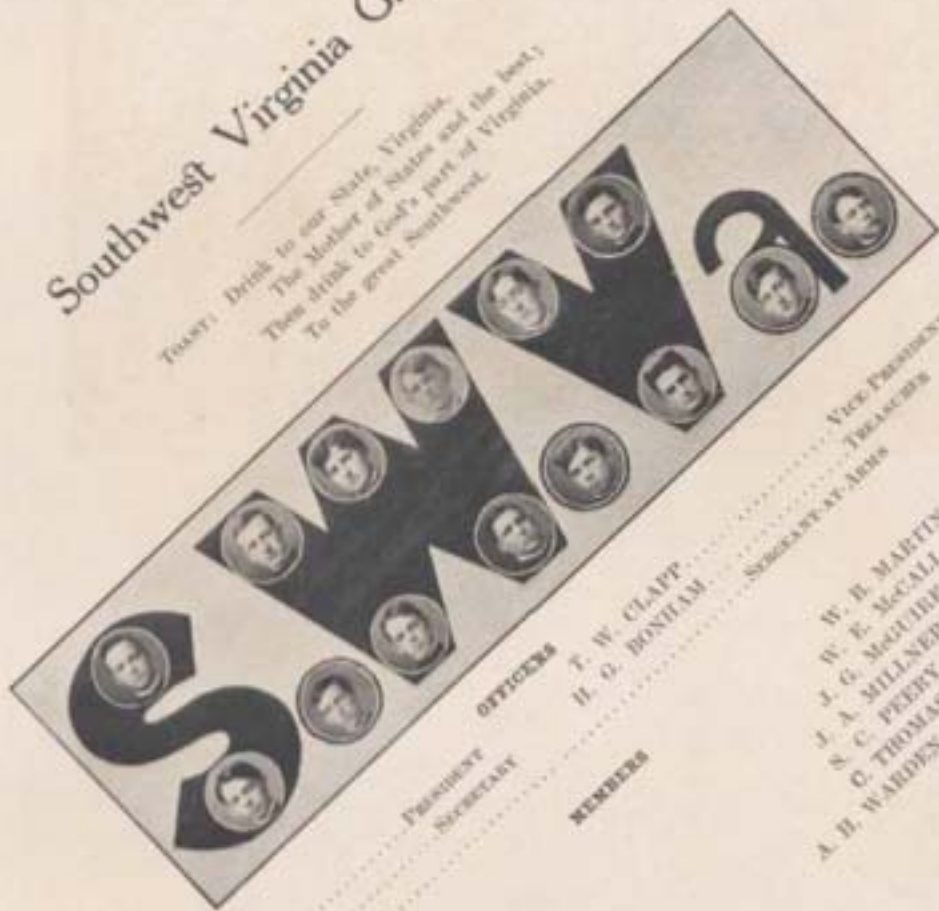 Southwest Virginia
TOAST: Drink to our State, Virginia,
The Mother of States and the best;
Then drink to God's part of Virginia,
To the great Southwest.
S.W.Va.
OFFICERS
PRESIDENT T. W. CLAPP VICE-PRESIDENT
SECRETARY H. G. BONHAM TREASURER
SERGEANT-AT-ARMS
MEMBERS
W. B. MARTIN
W. E. McCALL
J. G. McGUIRE
J. A. MILLNER
S. C. PEERY
C. THOMAS
A. H. WARDEN